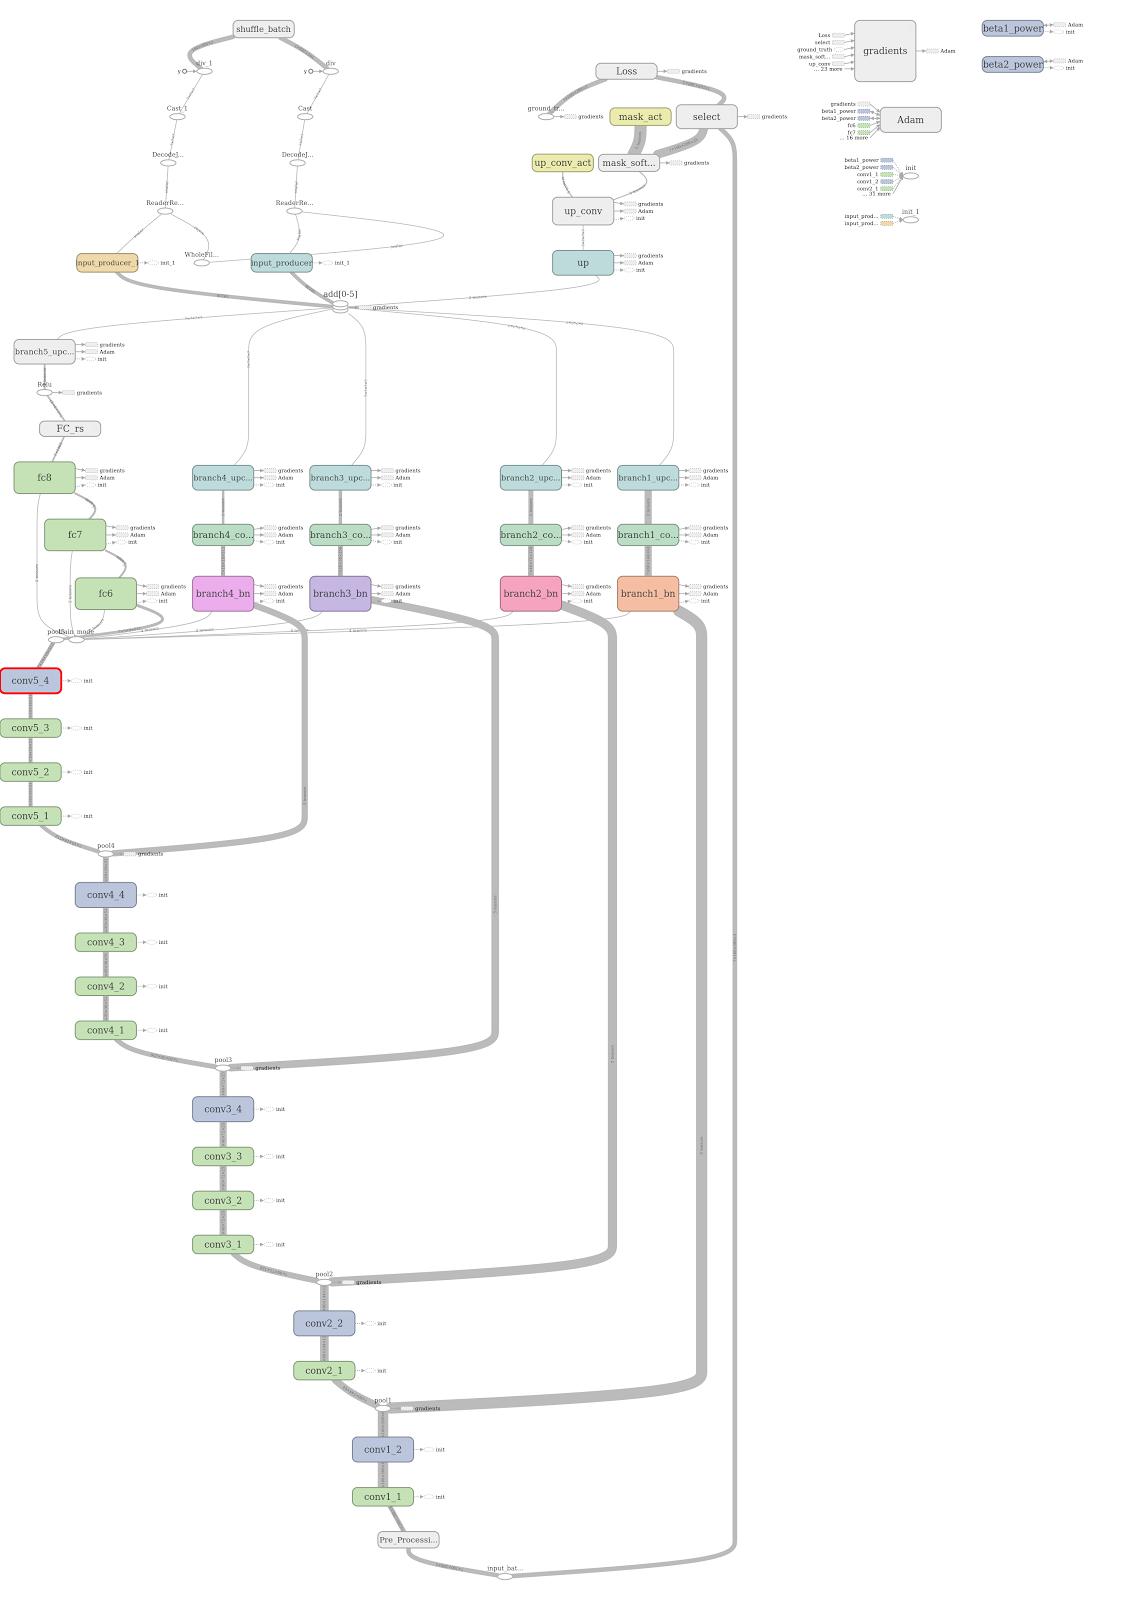 shuffle_batch
div_1
y
div
y
Cast_1
Cast
DecodeJ...
DecodeJ...
ReaderRe...
ReaderRe...
WholeFil...
input_producer_1
init_1
input_producer
init_1
add[0-5]
gradients
Loss
gradients
ground_tr...
gradients
mask_act
select
gradients
up_conv_act
mask_soft...
gradients
up_conv
gradients
Adam
init
up
gradients
Adam
init
Loss
select
ground_truth
mask_soft...
up_conv
... 23 more
gradients
Adam
beta1_power
Adam
init
beta2_power
Adam
init
gradients
beta1_power
beta2_power
fc6
fc7
... 16 more
Adam
beta1_power
beta2_power
conv1_1
conv1_2
conv2_1
... 31 more
init
input_prod...
input_prod...
init_1
branch5_upc...
gradients
Adam
init
Relu
gradients
FC_rs
fc8
gradients
Adam
init
fc7
gradients
Adam
init
fc6
gradients
Adam
init
branch4_upc...
gradients
Adam
init
branch3_upc...
gradients
Adam
init
branch2_upc...
gradients
Adam
init
branch1_upc...
gradients
Adam
init
branch4_co...
gradients
Adam
init
branch3_co...
gradients
Adam
init
branch2_co...
gradients
Adam
init
branch1_co...
gradients
Adam
init
branch4_bn
gradients
Adam
init
branch3_bn
gradients
Adam
init
branch2_bn
gradients
Adam
init
branch1_bn
gradients
Adam
init
conv5_4
init
conv5_3
init
conv5_2
init
conv5_1
init
pool4
gradients
conv4_4
init
conv4_3
init
conv4_2
init
conv4_1
init
pool3
gradients
conv3_4
init
conv3_3
init
conv3_2
init
conv3_1
init
pool2
gradients
conv2_2
init
conv2_1
init
pool1
gradients
conv1_2
init
conv1_1
init
Pre_Processi...
input_bat...